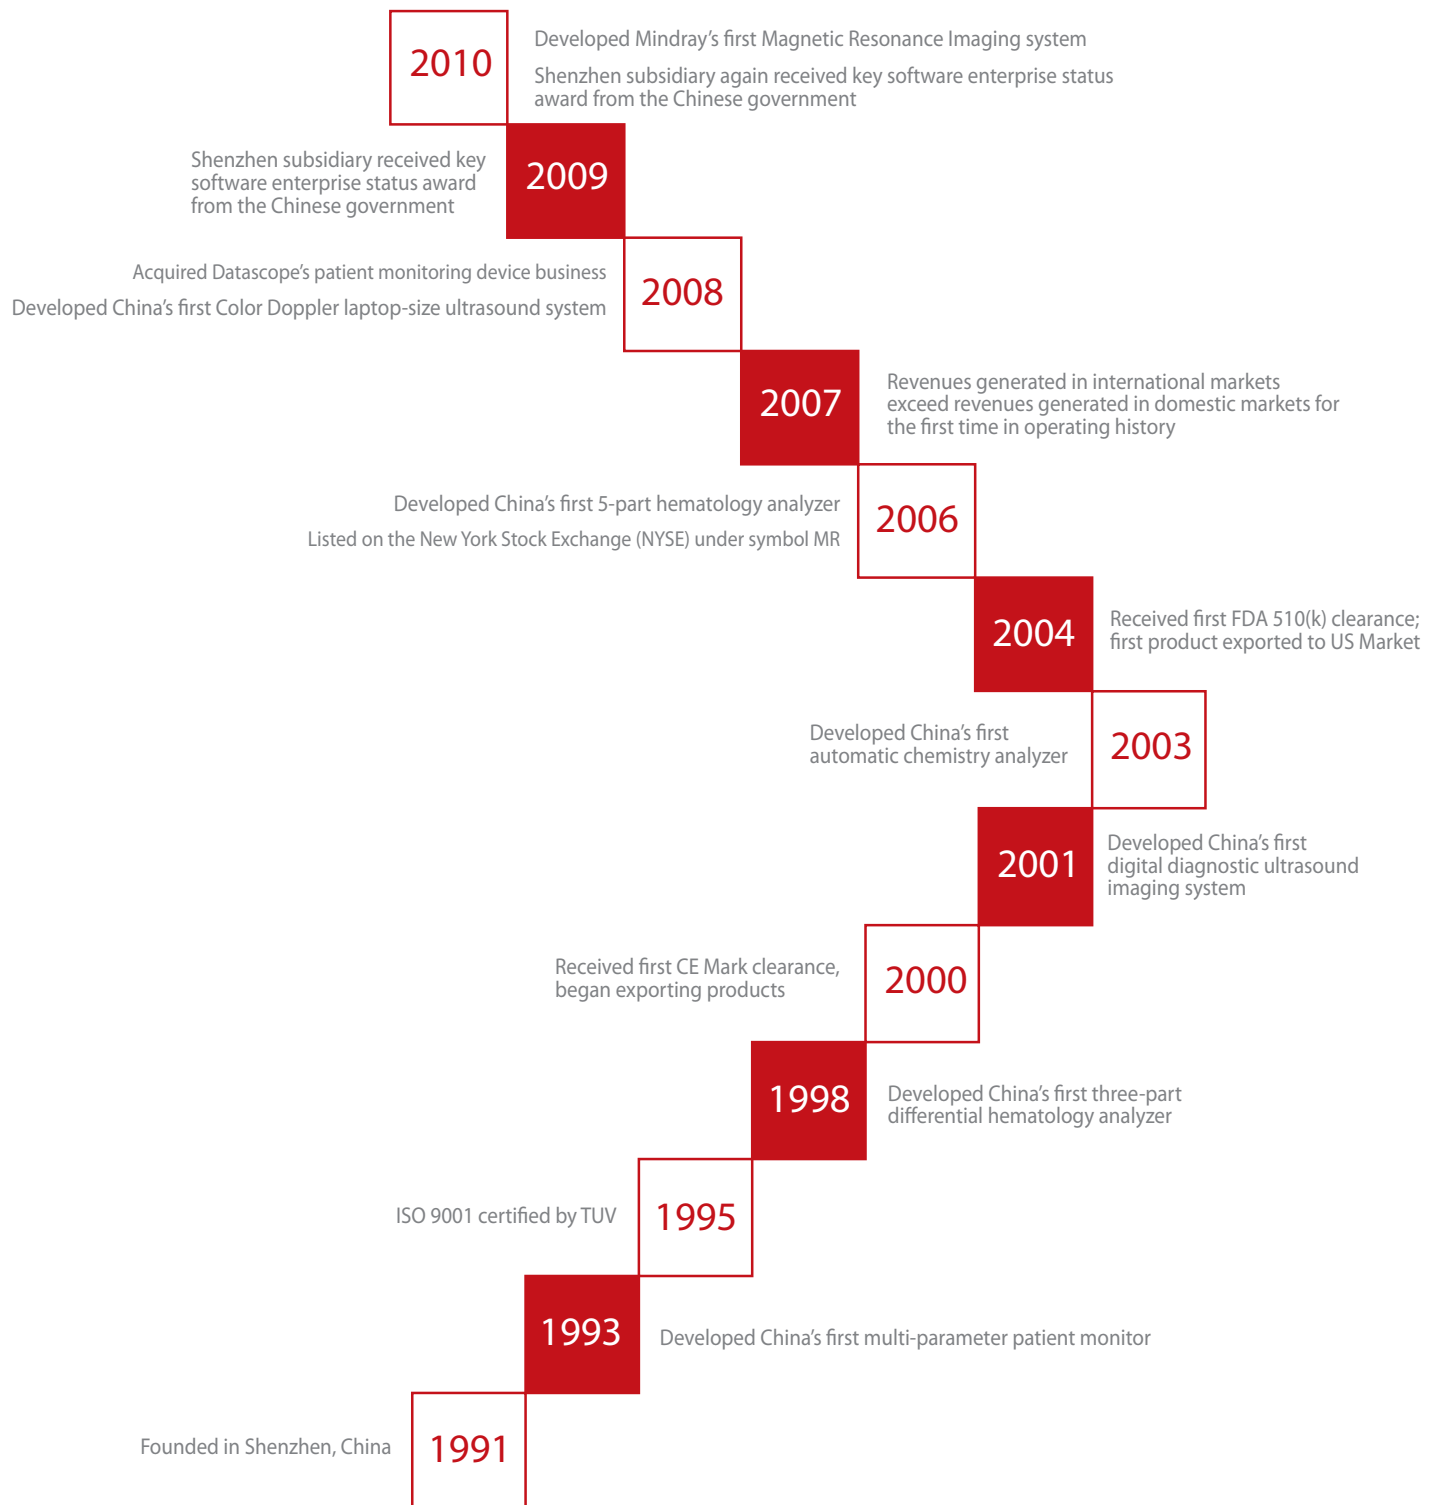 2010
Developed Mindray’s first Magnetic Resonance Imaging system
Shenzhen subsidiary again received key software enterprise status
award from the Chinese government
2009
Shenzhen subsidiary received key
software enterprise status award
from the Chinese government
2008
Acquired Datascope’s patient monitoring device business
Developed China’s first Color Doppler laptop-size ultrasound system
2007
Revenues generated in international markets
exceed revenues generated in domestic markets for
the first time in operating history
2006
Developed China’s first 5-part hematology analyzer
Listed on the New York Stock Exchange (NYSE) under symbol MR
2004
Received first FDA 510(k) clearance;
first product exported to US Market
2003
Developed China’s first
automatic chemistry analyzer
2001
Developed China’s first
digital diagnostic ultrasound
imaging system
2000
Received first CE Mark clearance,
began exporting products
1998
Developed China’s first three-part
differential hematology analyzer
1995
ISO 9001 certified by TUV
1993
Developed China’s first multi-parameter patient monitor
1991
Founded in Shenzhen, China